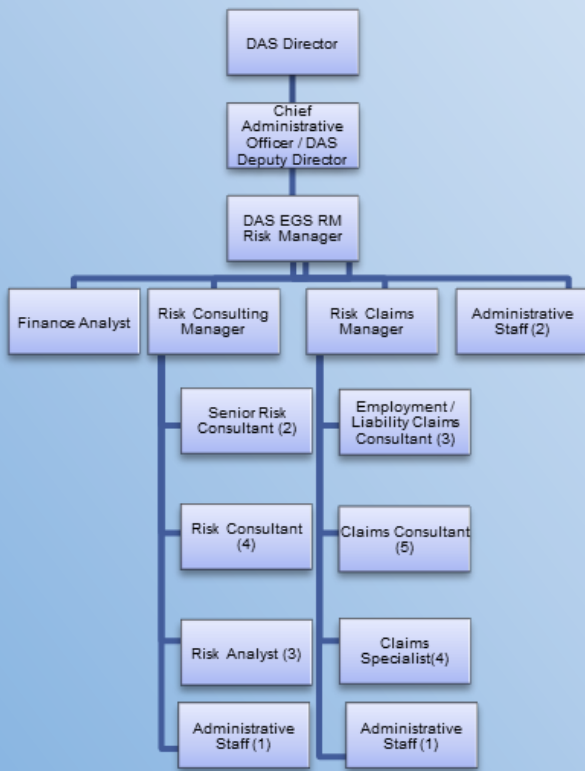 DAS Director
Chief
Administrative
Officer / DAS
Deputy Director
DAS EGS RM
Risk Manager
Finance Analyst
Risk Consulting
Manager
Risk Claims
Manager
Administrative
Staff (2)
Senior Risk
Consultant (2)
Employment /
Liability Claims
Consultant (3)
Risk Consultant
(4)
Claims Consultant
(5)
Risk Analyst (3)
Claims
Specialist(4)
Administrative
Staff (1)
Administrative
Staff (1)